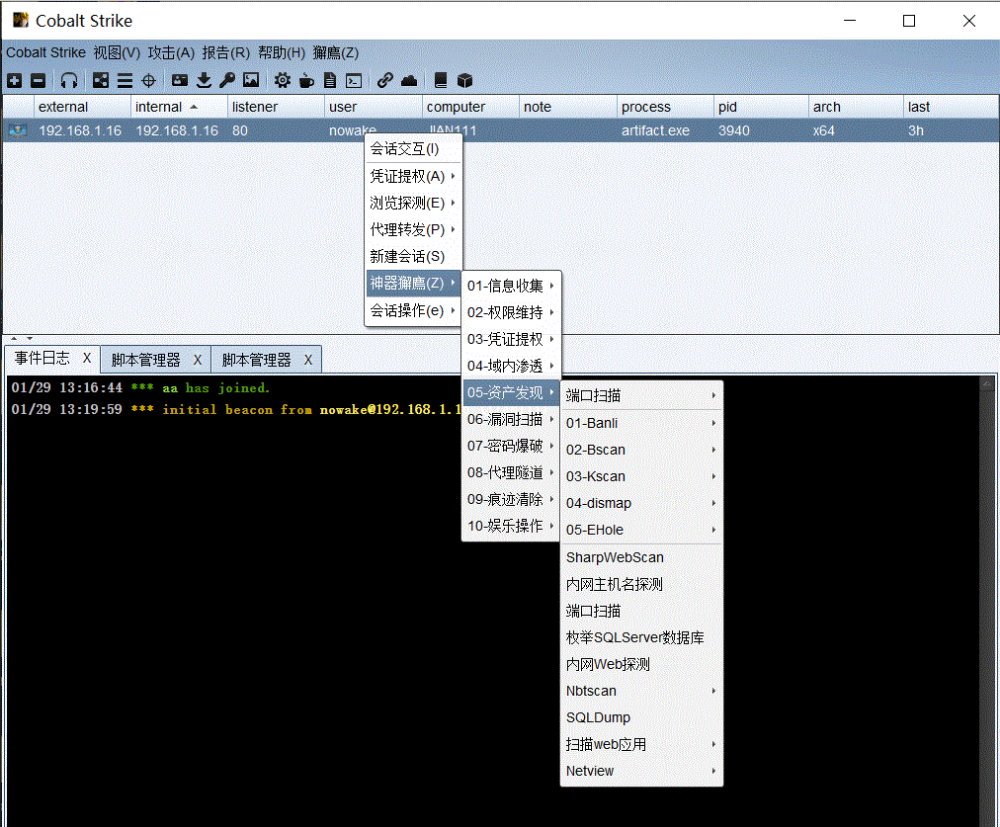 Cobalt Strike
Cobalt Strike 视图(V) 攻击(A) 报告(R) 帮助(H) 獬廌(Z)
external internal listener user computer note process pid arch last
192.168.1.16 192.168.1.16 80 nowake JIAN111 artifact.exe 3940 x64 3h
会话交互(I)
凭证提权(A)
浏览探测(E)
代理转发(P)
新建会话(S)
神器獬廌(Z)
会话操作(e)
01-信息收集
02-权限维持
03-凭证提权
04-域内渗透
05-资产发现
06-漏洞扫描
07-密码爆破
08-代理隧道
09-痕迹清除
10-娱乐操作
端口扫描
01-Banli
02-Bscan
03-Kscan
04-dismap
05-EHole
SharpWebScan
内网主机名探测
端口扫描
枚举SQLServer数据库
内网Web探测
Nbtscan
SQLDump
扫描web应用
Netview
事件日志 X 脚本管理器 X 脚本管理器 X
01/29 13:16:44 *** aa has joined.
01/29 13:19:59 *** initial beacon from nowake@192.168.1.1